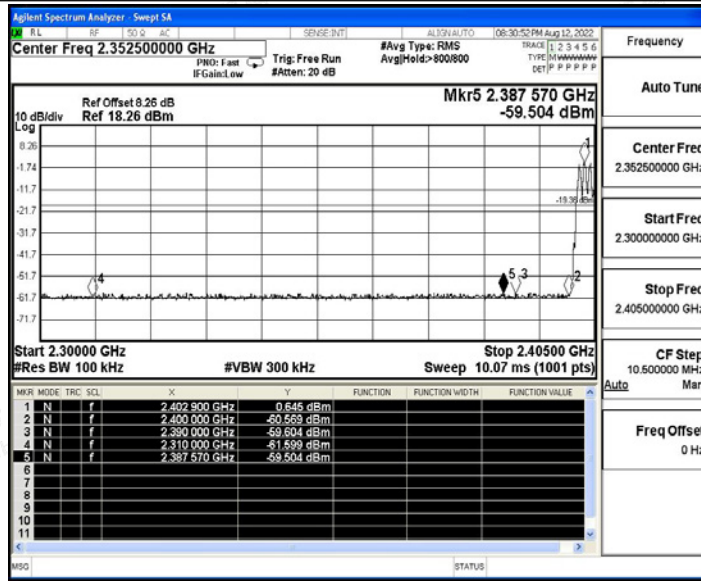 Agilent Spectrum Analyzer - Swept SA
RL RF 50 Ω AC SENSE:INT ALIGNAUTO 08:30:52 PM Aug 12, 2022
Center Freq 2.352500000 GHz
PNO: Fast
IFGain:Low
Trig: Free Run
#Atten: 20 dB
#Avg Type: RMS
Avg|Hold:>800/800
TRACE 1 2 3 4 5 6
TYPE MWWWWW
DET P P P P P P
Ref Offset 8.26 dB
Ref 18.26 dBm
10 dB/div
Log
Mkr5 2.387 570 GHz
-59.504 dBm
8.26
-1.74
-11.7
-21.7
-31.7
-41.7
-51.7
-61.7
-71.7
-19.36 dBm
1
4
5
3
2
Start 2.30000 GHz
Stop 2.40500 GHz
#Res BW 100 kHz
#VBW 300 kHz
Sweep 10.07 ms (1001 pts)
MKR MODE TRC SCL X Y FUNCTION FUNCTION WIDTH FUNCTION VALUE
1 N f 2.402 900 GHz 0.645 dBm
2 N f 2.400 000 GHz -60.569 dBm
3 N f 2.390 000 GHz -59.604 dBm
4 N f 2.310 000 GHz -61.599 dBm
5 N f 2.387 570 GHz -59.504 dBm
6
7
8
9
10
11
MSG
STATUS
Frequency
Auto Tune
Center Freq
2.352500000 GHz
Start Freq
2.300000000 GHz
Stop Freq
2.405000000 GHz
CF Step
10.500000 MHz
Auto Man
Freq Offset
0 Hz